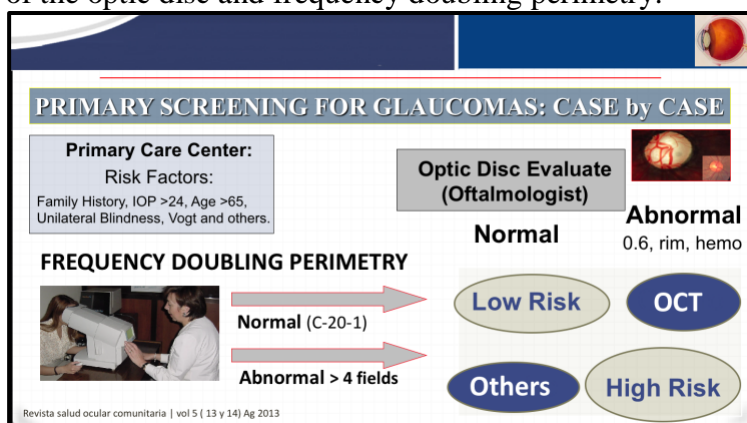 of the optic disc and frequency doubling perimetry.
PRIMARY SCREENING FOR GLAUCOMAS: CASE by CASE
Primary Care Center:
Risk Factors:
Family History, IOP >24, Age >65,
Unilateral Blindness, Vogt and others.
Optic Disc Evaluate
(Oftalmologist)
Normal
Abnormal
0.6, rim, hemo
FREQUENCY DOUBLING PERIMETRY
Normal (C-20-1)
Abnormal > 4 fields
Low Risk
OCT
Others
High Risk
Revista salud ocular comunitaria | vol 5 ( 13 y 14) Ag 2013